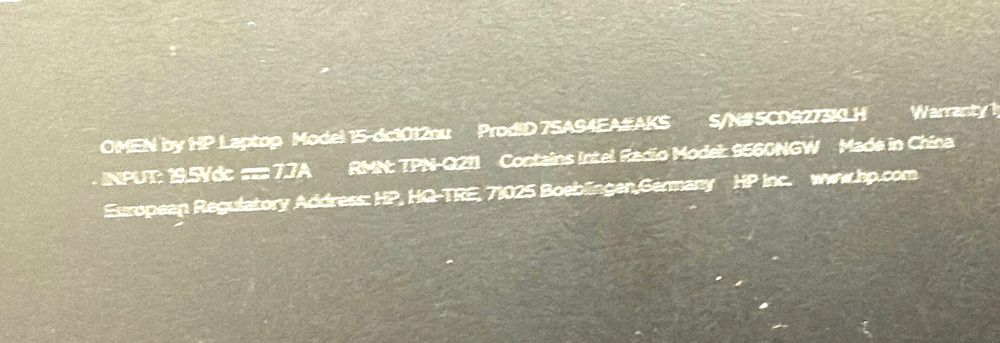 OMEN by HP Laptop Model 15-dc1012nu ProdID 7SA94EA#AKS S/N# 5CD9273KLH Warranty
INPUT: 19.5Vdc ⎓ 7.7A RMN: TPN-Q211 Contains Intel Radio Model: 9560NGW Made in China
European Regulatory Address: HP, HQ-TRE, 71025 Boeblingen,Germany HP Inc. www.hp.com